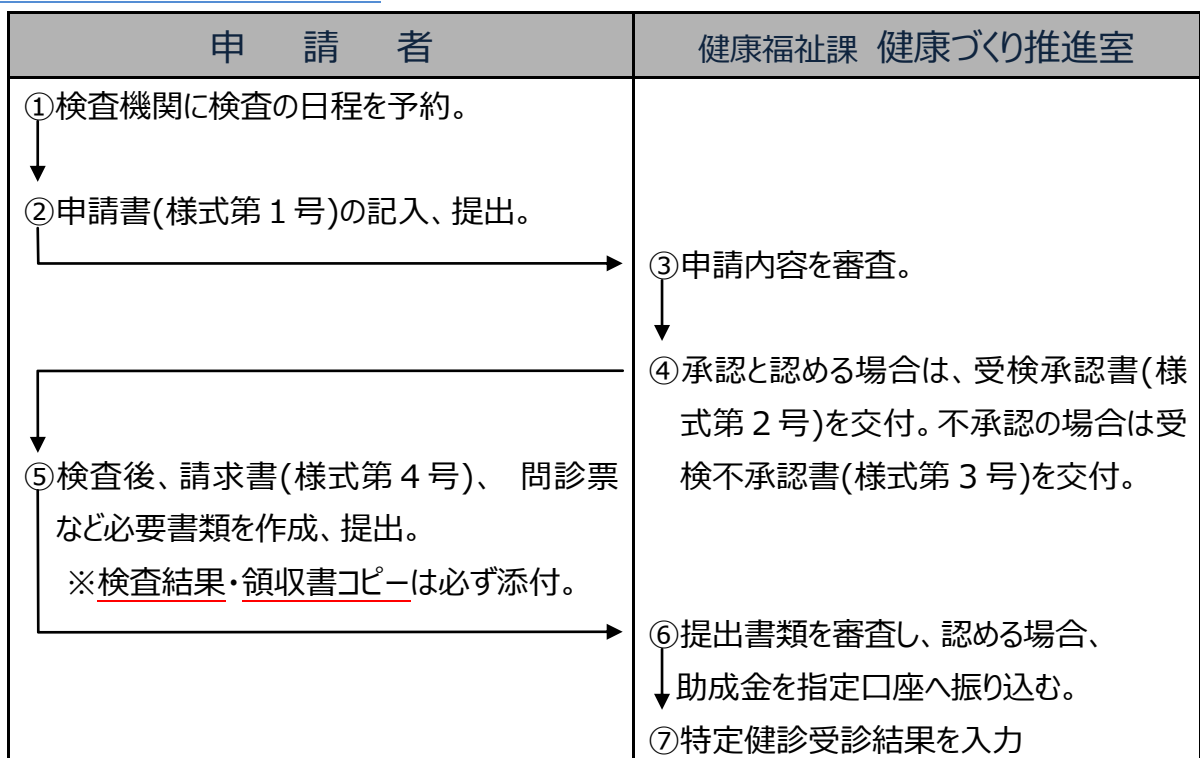 申請者
健康福祉課 健康づくり推進室
①検査機関に検査の日程を予約。
②申請書(様式第1号)の記入、提出。
③申請内容を審査。
④承認と認める場合は、受検承認書(様
式第2号)を交付。不承認の場合は受
検不承認書(様式第3号)を交付。
⑤検査後、請求書(様式第4号)、 問診票
など必要書類を作成、提出。
※検査結果・領収書コピーは必ず添付。
⑥提出書類を審査し、認める場合、
助成金を指定口座へ振り込む。
⑦特定健診受診結果を入力